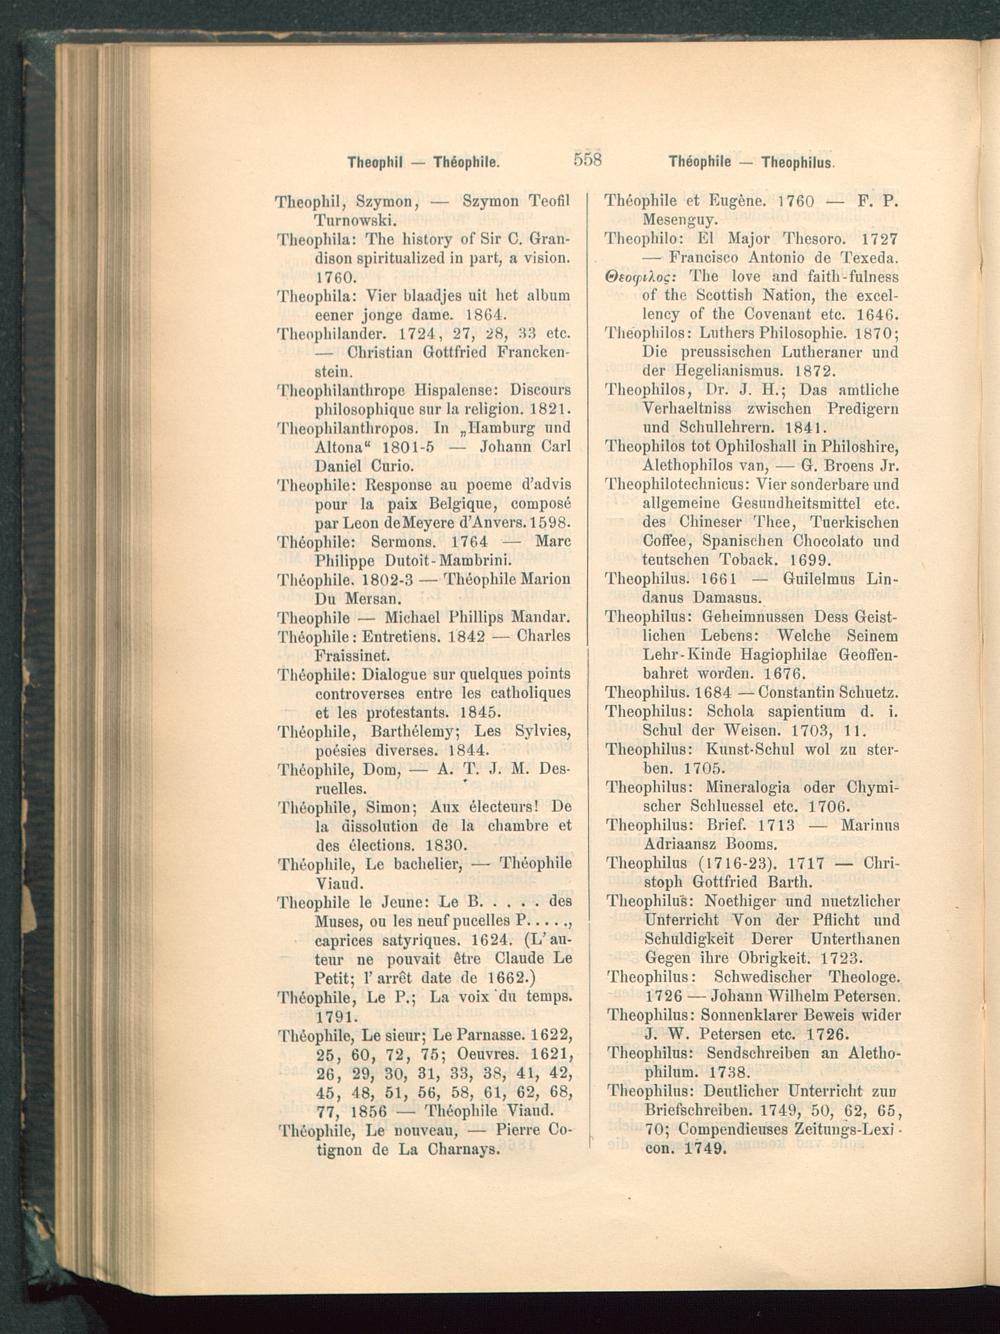 Theophil — Théophile.
558
Théophile — Theophilus.
Theophil, Szymon, — Szymon Teofil
Turnowski.
Theophila: The history of Sir C. Gran-
dison spiritualized in part, a vision.
1760.
Theophila: Vier blaadjes uit het album
eener jonge dame. 1864.
Theophilander. 1724, 27, 28, 33 etc.
— Christian Gottfried Francken-
stein.
Theophilanthrope Hispalense: Discours
philosophique sur la religion. 1821.
Theophilanthropos. In „Hamburg und
Altona“ 1801-5 — Johann Carl
Daniel Curio.
Theophile: Response au poeme d'advis
pour la paix Belgique, composé
par Leon de Meyere d'Anvers. 1598.
Théophile: Sermons. 1764 — Marc
Philippe Dutoit-Mambrini.
Théophile. 1802-3 — Théophile Marion
Du Mersan.
Theophile — Michael Phillips Mandar.
Théophile: Entretiens. 1842 — Charles
Fraissinet.
Théophile: Dialogue sur quelques points
controverses entre les catholiques
et les protestants. 1845.
Théophile, Barthélemy; Les Sylvies,
poésies diverses. 1844.
Théophile, Dom, — A. T. J. M. Des-
ruelles.
Théophile, Simon; Aux électeurs! De
la dissolution de la chambre et
des élections. 1830.
Théophile, Le bachelier, — Théophile
Viaud.
Theophile le Jeune: Le B. . . . . des
Muses, ou les neuf pucelles P. . . . .,
caprices satyriques. 1624. (L'au-
teur ne pouvait être Claude Le
Petit; l'arrêt date de 1662.)
Théophile, Le P.; La voix du temps.
1791.
Théophile, Le sieur; Le Parnasse. 1622,
25, 60, 72, 75; Oeuvres. 1621,
26, 29, 30, 31, 33, 38, 41, 42,
45, 48, 51, 56, 58, 61, 62, 68,
77, 1856 — Théophile Viaud.
Théophile, Le nouveau, — Pierre Co-
tignon de La Charnays.
Théophile et Eugène. 1760 — F. P.
Mesenguy.
Theophilo: El Major Thesoro. 1727
— Francisco Antonio de Texeda.
Θεοφιλος: The love and faith-fulness
of the Scottish Nation, the excel-
lency of the Covenant etc. 1646.
Theophilos: Luthers Philosophie. 1870;
Die preussischen Lutheraner und
der Hegelianismus. 1872.
Theophilos, Dr. J. H.; Das amtliche
Verhaeltniss zwischen Predigern
und Schullehrern. 1841.
Theophilos tot Ophiloshall in Philoshire,
Alethophilos van, — G. Broens Jr.
Theophilotechnicus: Vier sonderbare und
allgemeine Gesundheitsmittel etc.
des Chineser Thee, Tuerkischen
Coffee, Spanischen Chocolato und
teutschen Toback. 1699.
Theophilus. 1661 — Guilelmus Lin-
danus Damasus.
Theophilus: Geheimnussen Dess Geist-
lichen Lebens: Welche Seinem
Lehr-Kinde Hagiophilae Geoffen-
bahret worden. 1676.
Theophilus. 1684 — Constantin Schuetz.
Theophilus: Schola sapientium d. i.
Schul der Weisen. 1703, 11.
Theophilus: Kunst-Schul wol zu ster-
ben. 1705.
Theophilus: Mineralogia oder Chymi-
scher Schluessel etc. 1706.
Theophilus: Brief. 1713 — Marinus
Adriaansz Booms.
Theophilus (1716-23). 1717 — Chri-
stoph Gottfried Barth.
Theophilus: Noethiger und nuetzlicher
Unterricht Von der Pflicht und
Schuldigkeit Derer Unterthanen
Gegen ihre Obrigkeit. 1723.
Theophilus: Schwedischer Theologe.
1726 — Johann Wilhelm Petersen.
Theophilus: Sonnenklarer Beweis wider
J. W. Petersen etc. 1726.
Theophilus: Sendschreiben an Aletho-
philum. 1738.
Theophilus: Deutlicher Unterricht zun
Briefschreiben. 1749, 50, 62, 65,
70; Compendieuses Zeitungs-Lexi-
con. 1749.